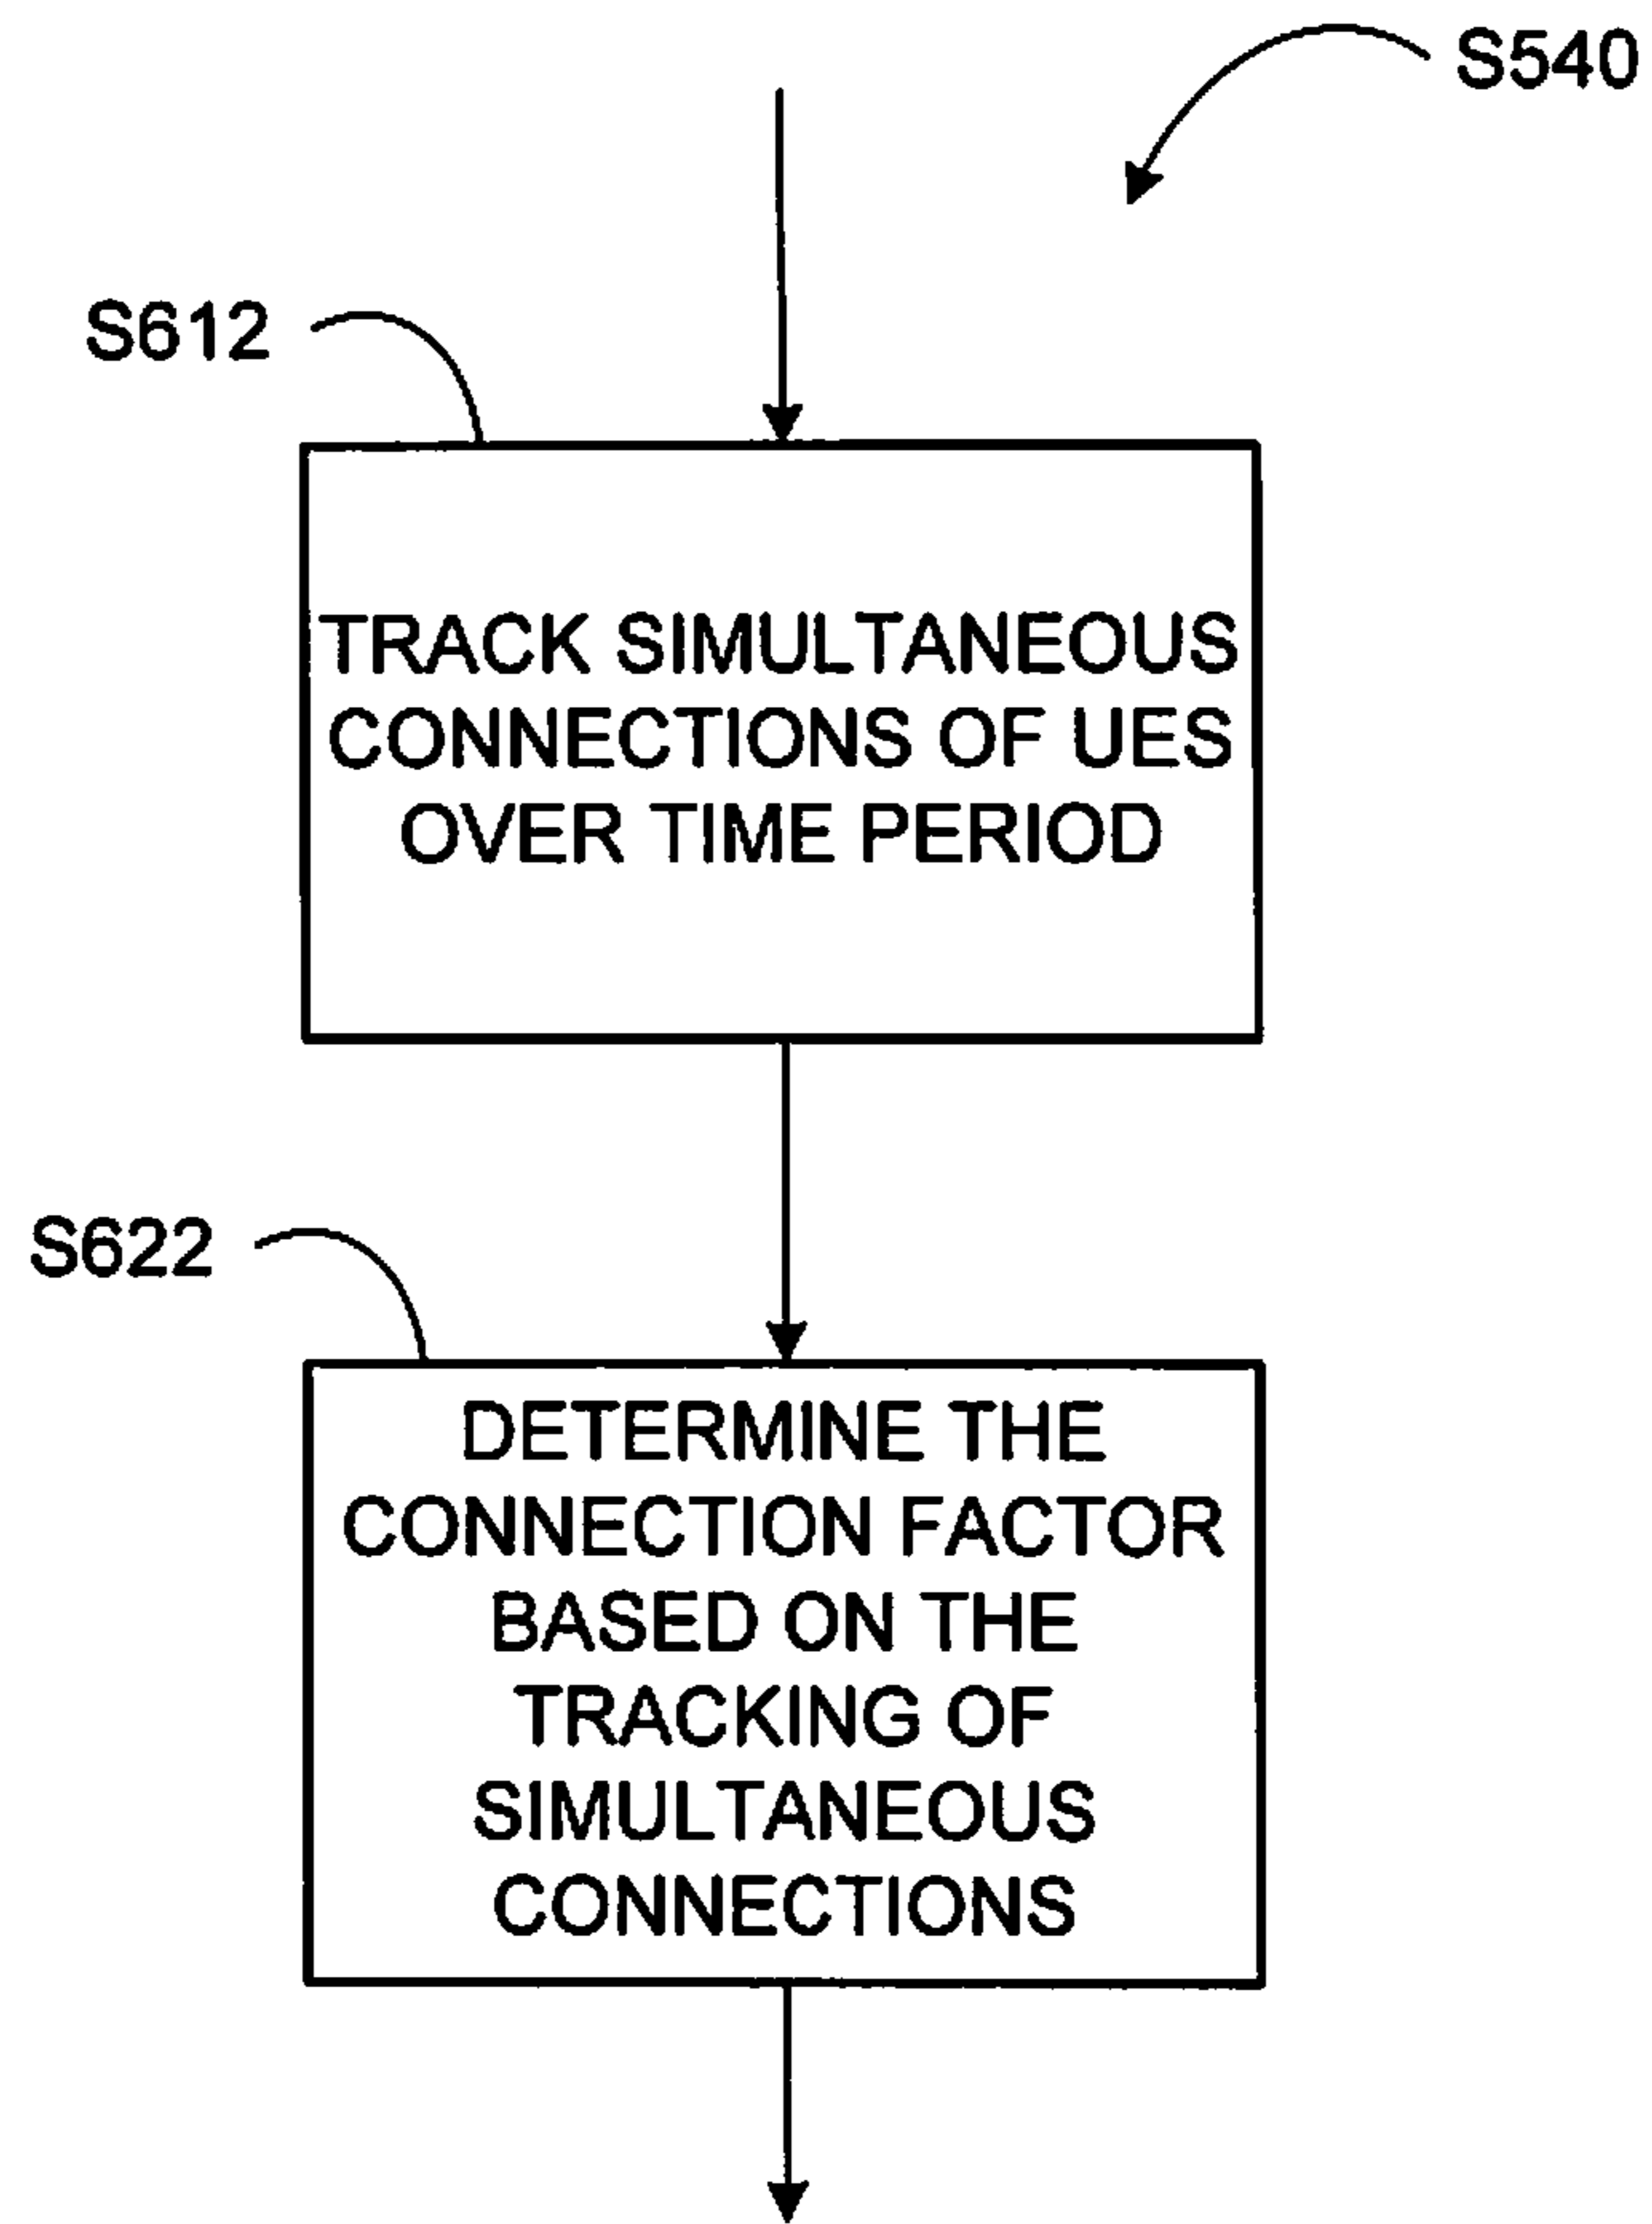 S540
S612
TRACK SIMULTANEOUS
CONNECTIONS OF UES
OVER TIME PERIOD
S622
DETERMINE THE
CONNECTION FACTOR
BASED ON THE
TRACKING OF
SIMULTANEOUS
CONNECTIONS